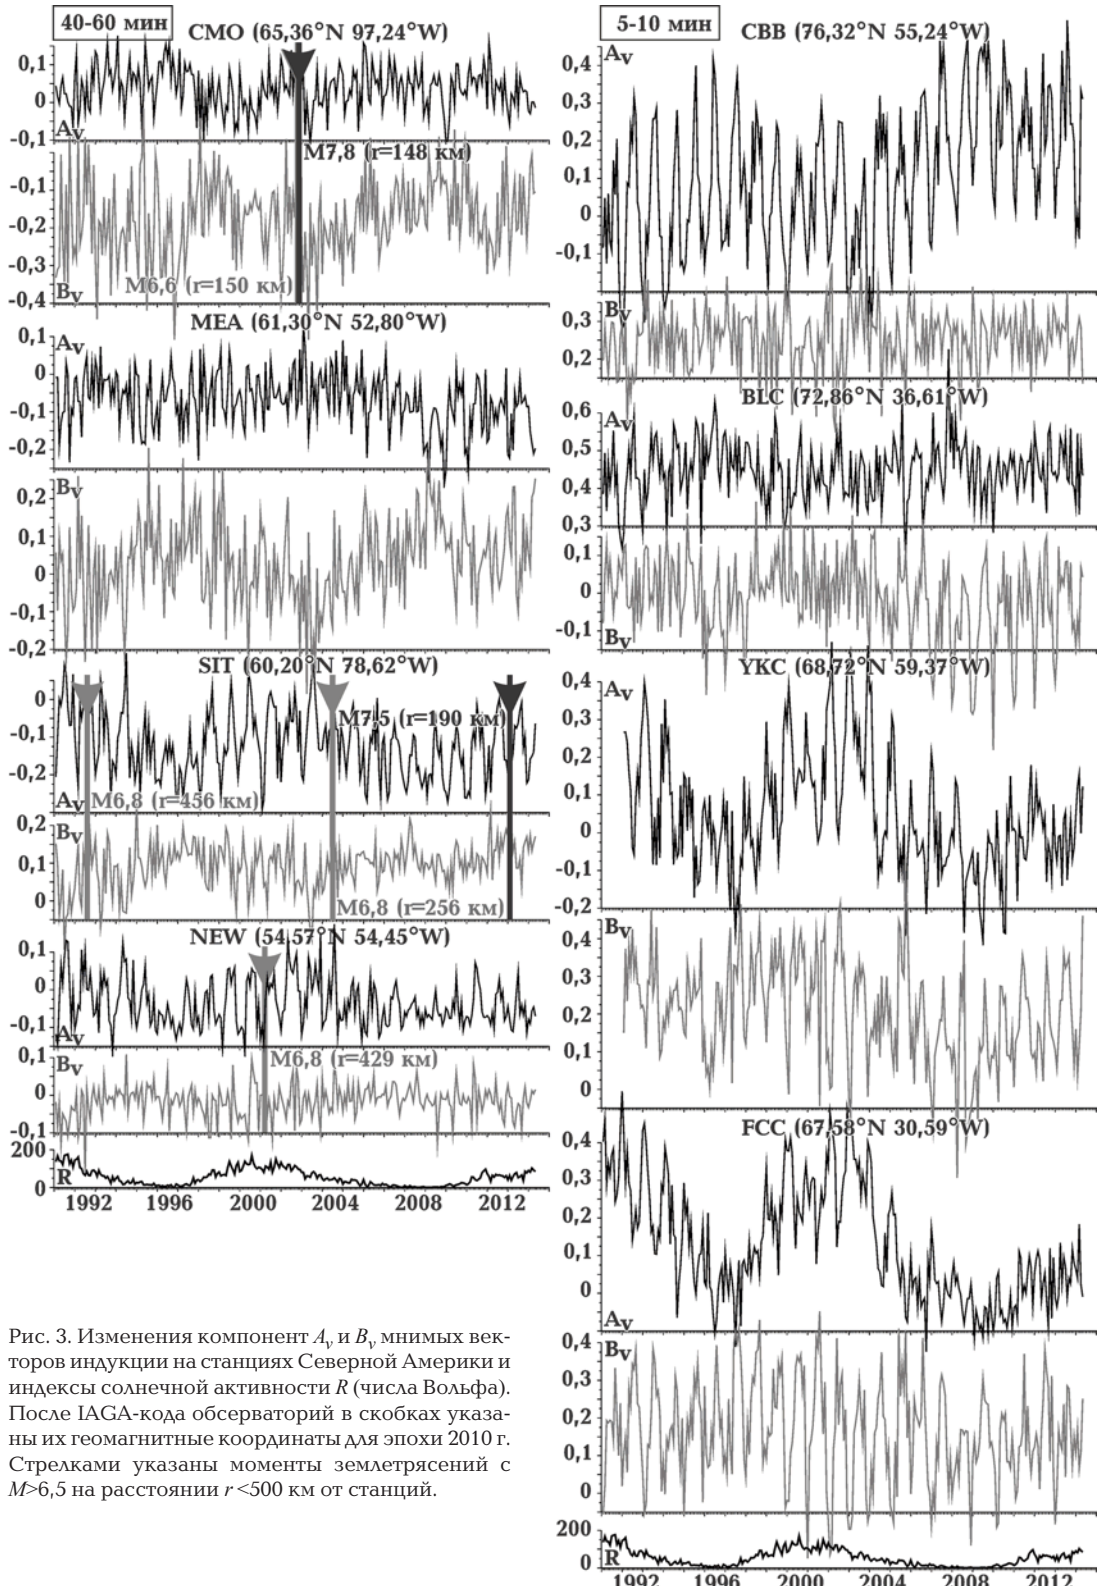 40-60 мин
CMO (65,36°N 97,24°W)
0,1
0
-0,1
Av
M7,8 (r=148 км)
-0,1
-0,2
-0,3
-0,4
Bv
M6,6 (r=150 км)
MEA (61,30°N 52,80°W)
0,1
Av
0
-0,1
-0,2
Bv
0,2
0,1
0
-0,1
-0,2
SIT (60,20°N 78,62°W)
0
-0,1
-0,2
Av
M7,5 (r=190 км)
M6,8 (r=456 км)
0,2
Bv
0,1
0
M6,8 (r=256 км)
NEW (54,57°N 54,45°W)
0,1
0
-0,1
Av
M6,8 (r=429 км)
0,1
Bv
0
-0,1
200
R
0
1992 1996 2000 2004 2008 2012
Рис. 3. Изменения компонент Av и Bv мнимых век-
торов индукции на станциях Северной Америки и
индексы солнечной активности R (числа Вольфа).
После IAGA-кода обсерваторий в скобках указа-
ны их геомагнитные координаты для эпохи 2010 г.
Стрелками указаны моменты землетрясений с
M>6,5 на расстоянии r <500 км от станций.
5-10 мин
CBB (76,32°N 55,24°W)
Av
0,4
0,3
0,2
0,1
0
-0,1
Bv
0,3
0,2
BLC (72,86°N 36,61°W)
0,6
Av
0,5
0,4
0,3
0,1
0
-0,1
Bv
YKC (68,72°N 59,37°W)
0,4
Av
0,3
0,2
0,1
0
-0,1
-0,2
Bv
0,4
0,3
0,2
0,1
0
FCC (67,58°N 30,59°W)
0,4
0,3
0,2
0,1
0
Av
0,4
Bv
0,3
0,2
0,1
0
200
0
R
1992 1996 2000 2004 2008 2012